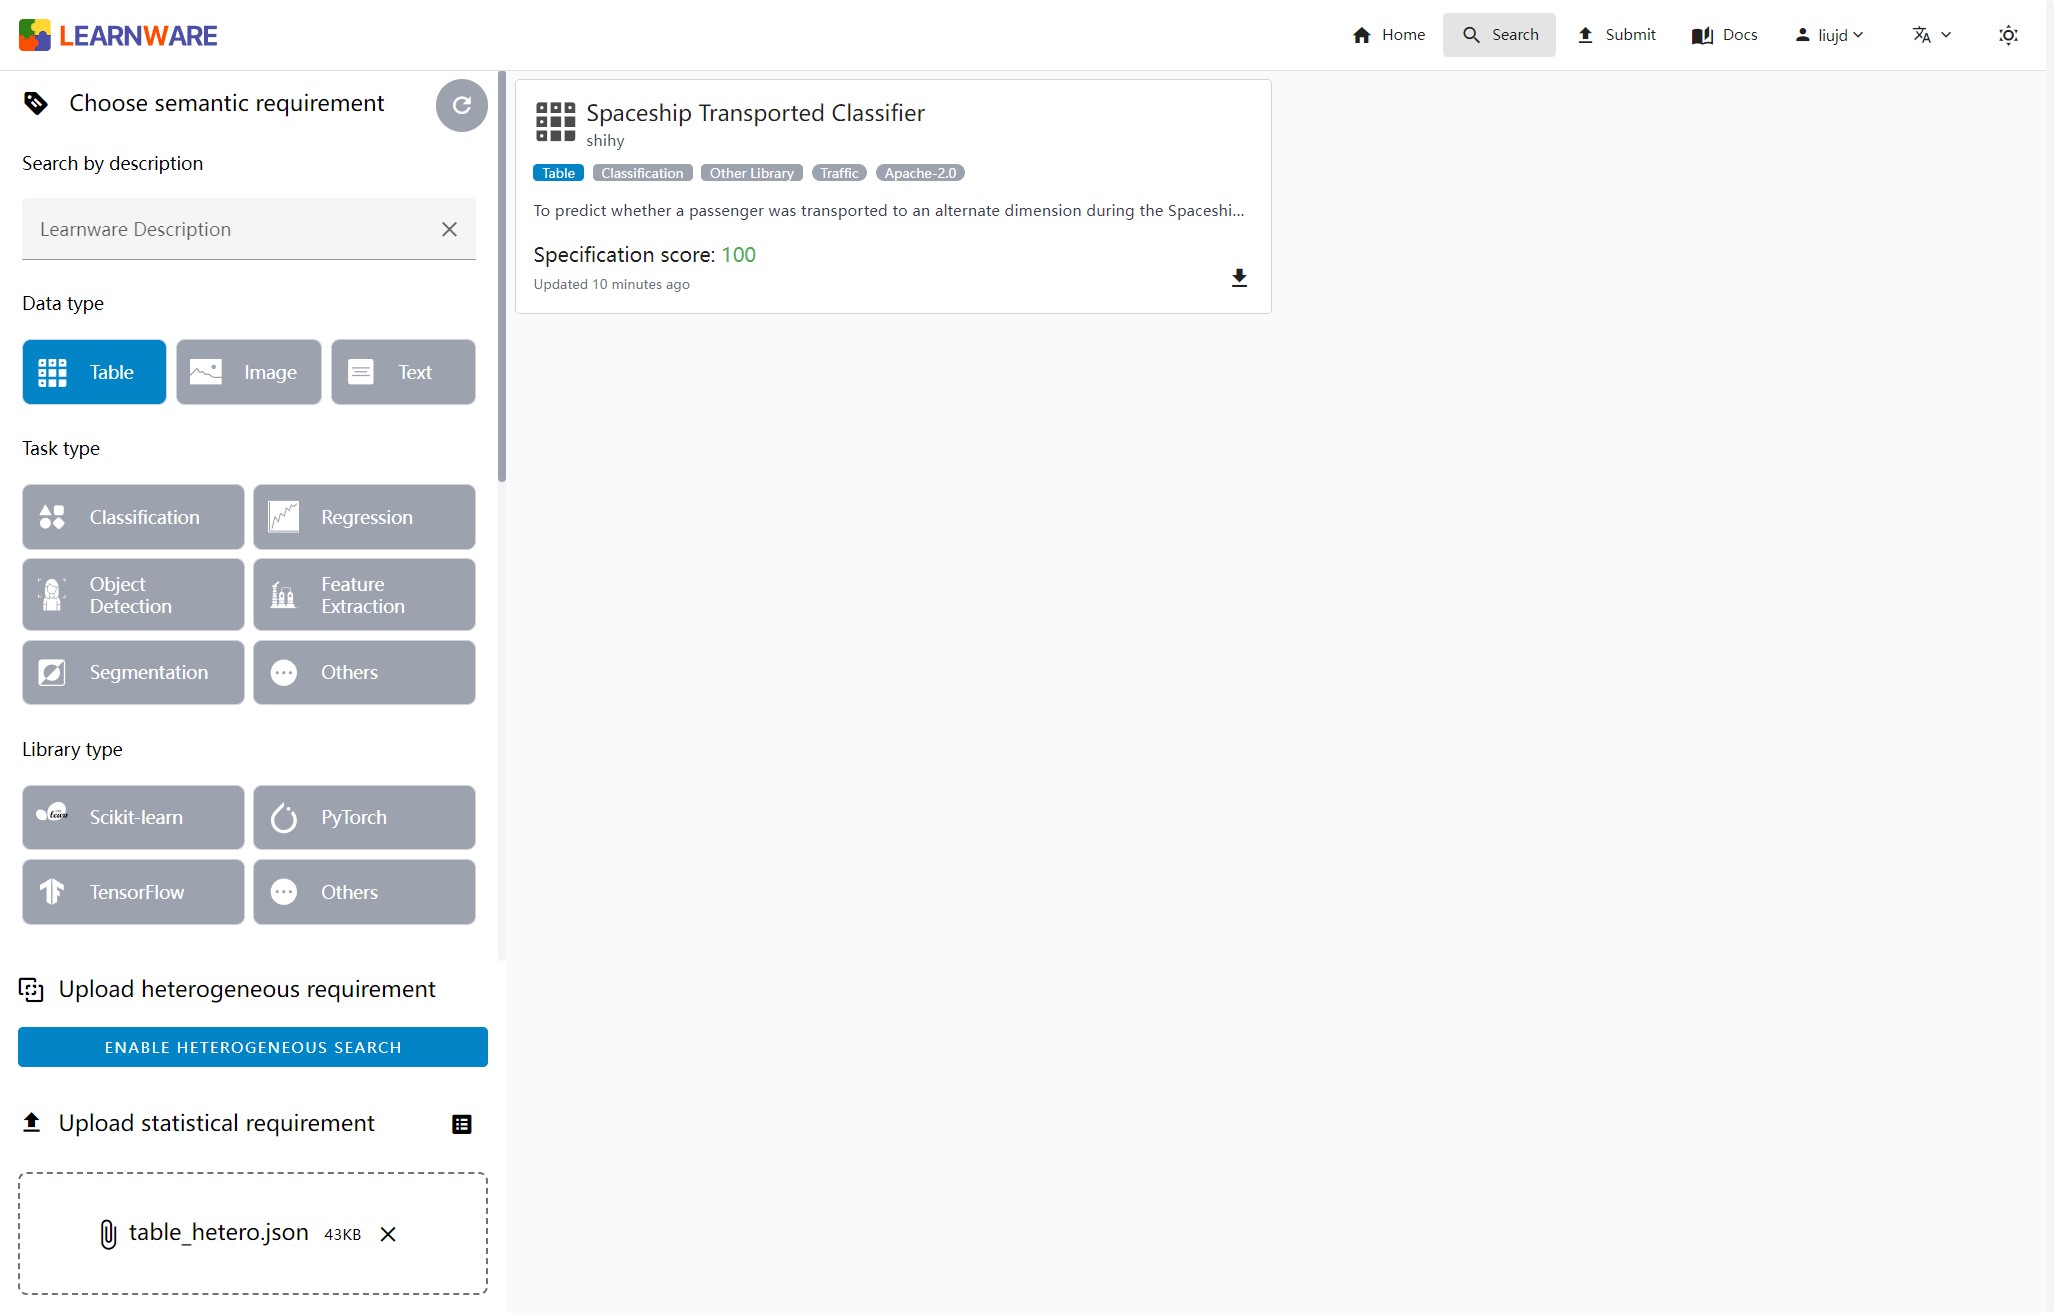 LEARNWARE
Home
Search
Submit
Docs
liujd
Choose semantic requirement
Search by description
Learnware Description
Data type
Table
Image
Text
Task type
Classification
Regression
Object
Detection
Feature
Extraction
Segmentation
Others
Library type
Scikit-learn
PyTorch
TensorFlow
Others
Upload heterogeneous requirement
ENABLE HETEROGENEOUS SEARCH
Upload statistical requirement
table_hetero.json 43KB
Spaceship Transported Classifier
shihy
Table Classification Other Library Traffic Apache-2.0
To predict whether a passenger was transported to an alternate dimension during the Spaceshi...
Specification score: 100
Updated 10 minutes ago